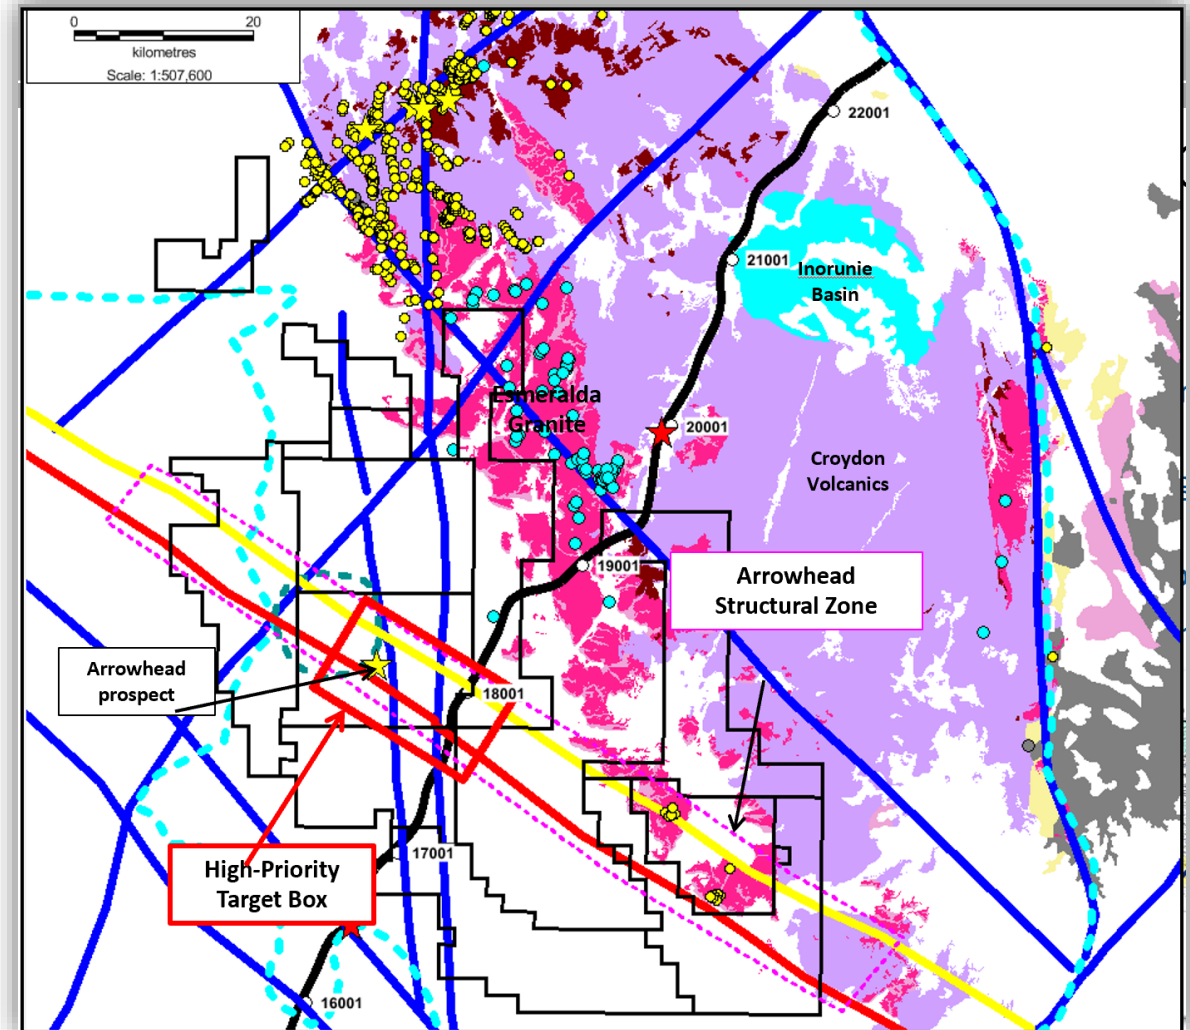 0 20
kilometres
Scale: 1:507,600
22001
21001
Inorunie
Basin
Esmeralda
Granite
20001
Croydon
Volcanics
19001
Arrowhead
Structural Zone
Arrowhead
prospect
18001
17001
High-Priority
Target Box
16001